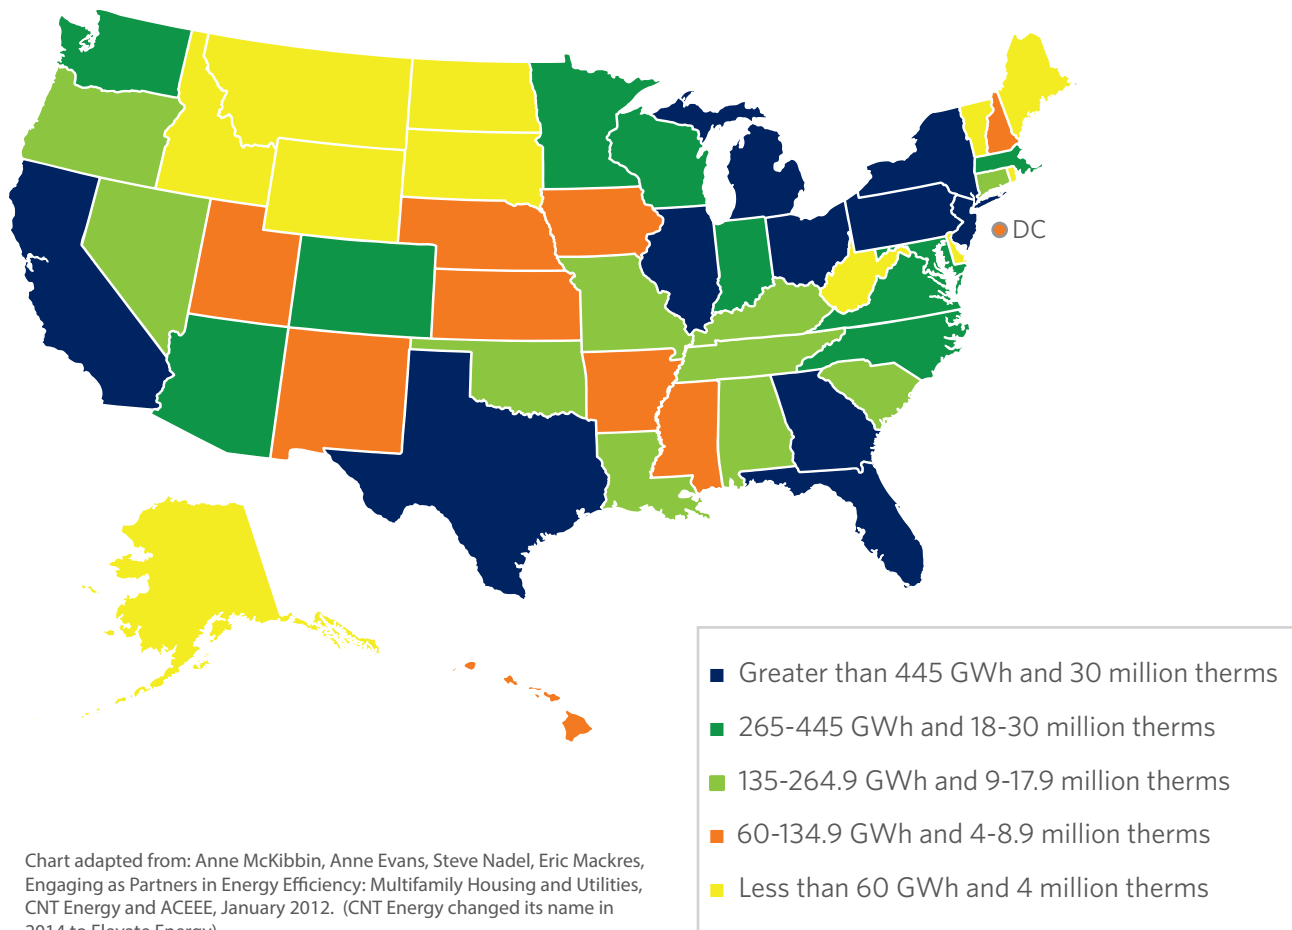 DC
Greater than 445 GWh and 30 million therms
265-445 GWh and 18-30 million therms
135-264.9 GWh and 9-17.9 million therms
60-134.9 GWh and 4-8.9 million therms
Less than 60 GWh and 4 million therms
Chart adapted from: Anne McKibbin, Anne Evans, Steve Nadel, Eric Mackres,
Engaging as Partners in Energy Efficiency: Multifamily Housing and Utilities,
CNT Energy and ACEEE, January 2012.  (CNT Energy changed its name in
2014 to Elevate Energy)